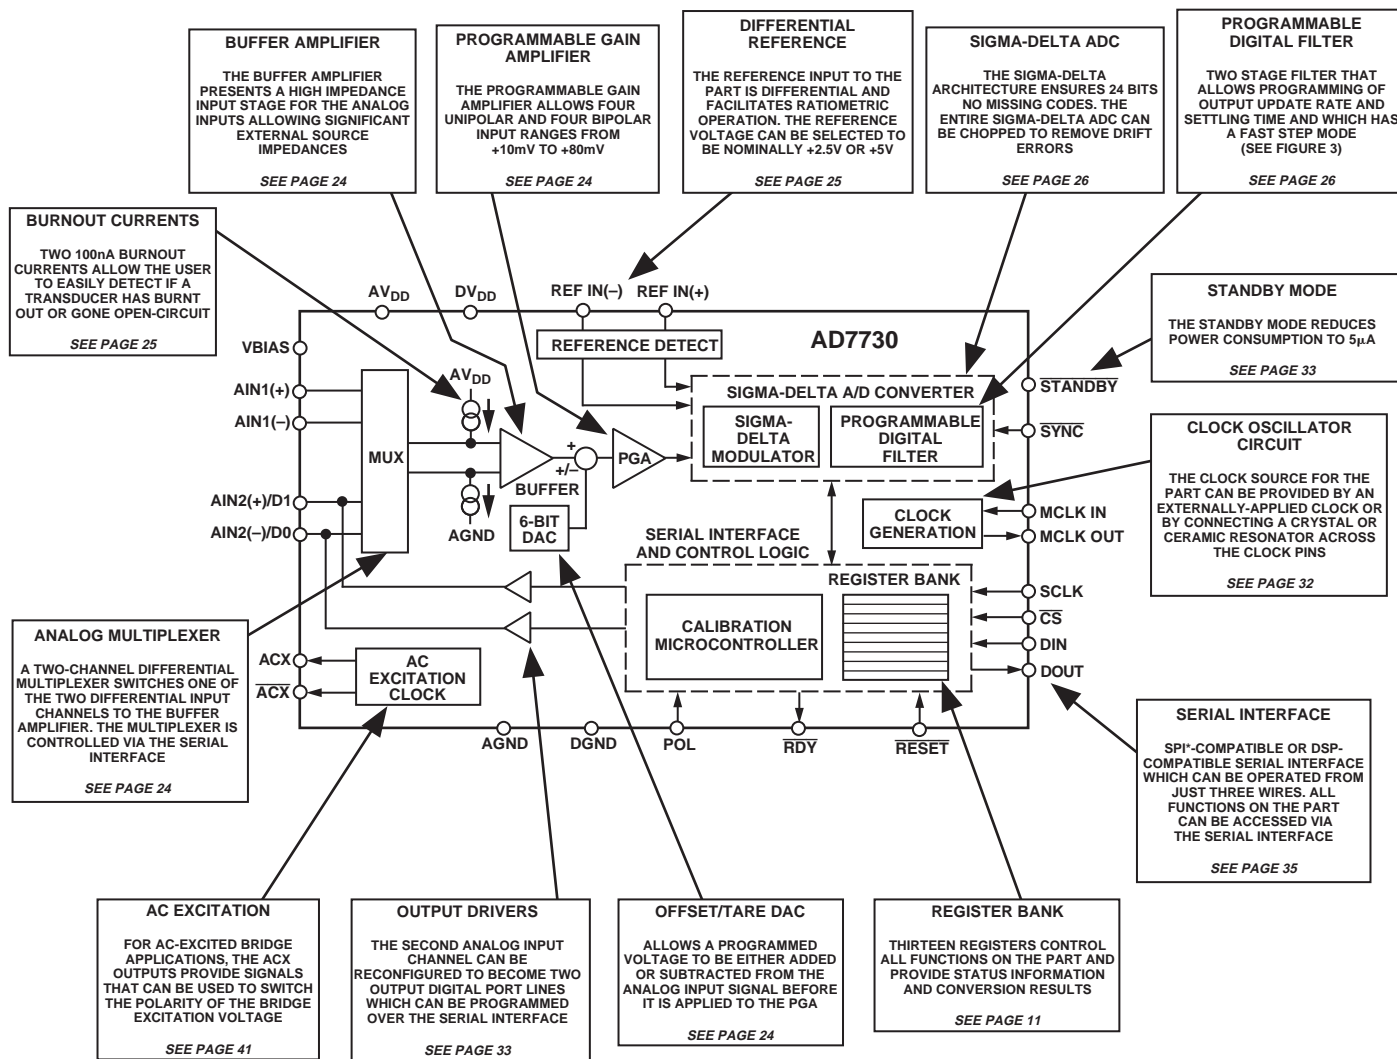 BUFFER AMPLIFIER
THE BUFFER AMPLIFIER
PRESENTS A HIGH IMPEDANCE
INPUT STAGE FOR THE ANALOG
INPUTS ALLOWING SIGNIFICANT
EXTERNAL SOURCE
IMPEDANCES
SEE PAGE 24
PROGRAMMABLE GAIN
AMPLIFIER
THE PROGRAMMABLE GAIN
AMPLIFIER ALLOWS FOUR
UNIPOLAR AND FOUR BIPOLAR
INPUT RANGES FROM
+10mV TO +80mV
SEE PAGE 24
DIFFERENTIAL
REFERENCE
THE REFERENCE INPUT TO THE
PART IS DIFFERENTIAL AND
FACILITATES RATIOMETRIC
OPERATION. THE REFERENCE
VOLTAGE CAN BE SELECTED TO
BE NOMINALLY +2.5V OR +5V
SEE PAGE 25
SIGMA-DELTA ADC
THE SIGMA-DELTA
ARCHITECTURE ENSURES 24 BITS
NO MISSING CODES. THE
ENTIRE SIGMA-DELTA ADC CAN
BE CHOPPED TO REMOVE DRIFT
ERRORS
SEE PAGE 26
PROGRAMMABLE
DIGITAL FILTER
TWO STAGE FILTER THAT
ALLOWS PROGRAMMING OF
OUTPUT UPDATE RATE AND
SETTLING TIME AND WHICH HAS
A FAST STEP MODE
(SEE FIGURE 3)
SEE PAGE 26
BURNOUT CURRENTS
TWO 100nA BURNOUT
CURRENTS ALLOW THE USER
TO EASILY DETECT IF A
TRANSDUCER HAS BURNT
OUT OR GONE OPEN-CIRCUIT
SEE PAGE 25
STANDBY MODE
THE STANDBY MODE REDUCES
POWER CONSUMPTION TO 5µA
SEE PAGE 33
AVDD
DVDD
REF IN(–)
REF IN(+)
VBIAS
AIN1(+)
AIN1(–)
AIN2(+)/D1
AIN2(–)/D0
MUX
AVDD
AGND
BUFFER
+
+/–
6-BIT
DAC
PGA
REFERENCE DETECT
AD7730
SIGMA-DELTA A/D CONVERTER
SIGMA-
DELTA
MODULATOR
PROGRAMMABLE
DIGITAL
FILTER
STANDBY
SYNC
CLOCK
GENERATION
MCLK IN
MCLK OUT
SERIAL INTERFACE
AND CONTROL LOGIC
REGISTER BANK
CALIBRATION
MICROCONTROLLER
SCLK
CS
DIN
DOUT
ACX
ACX
AC
EXCITATION
CLOCK
AGND
DGND
POL
RDY
RESET
CLOCK OSCILLATOR
CIRCUIT
THE CLOCK SOURCE FOR THE
PART CAN BE PROVIDED BY AN
EXTERNALLY-APPLIED CLOCK OR
BY CONNECTING A CRYSTAL OR
CERAMIC RESONATOR ACROSS
THE CLOCK PINS
SEE PAGE 32
ANALOG MULTIPLEXER
A TWO-CHANNEL DIFFERENTIAL
MULTIPLEXER SWITCHES ONE OF
THE TWO DIFFERENTIAL INPUT
CHANNELS TO THE BUFFER
AMPLIFIER. THE MULTIPLEXER IS
CONTROLLED VIA THE SERIAL
INTERFACE
SEE PAGE 24
SERIAL INTERFACE
SPI*-COMPATIBLE OR DSP-
COMPATIBLE SERIAL INTERFACE
WHICH CAN BE OPERATED FROM
JUST THREE WIRES. ALL
FUNCTIONS ON THE PART
CAN BE ACCESSED VIA
THE SERIAL INTERFACE
SEE PAGE 35
AC EXCITATION
FOR AC-EXCITED BRIDGE
APPLICATIONS, THE ACX
OUTPUTS PROVIDE SIGNALS
THAT CAN BE USED TO SWITCH
THE POLARITY OF THE BRIDGE
EXCITATION VOLTAGE
SEE PAGE 41
OUTPUT DRIVERS
THE SECOND ANALOG INPUT
CHANNEL CAN BE
RECONFIGURED TO BECOME TWO
OUTPUT DIGITAL PORT LINES
WHICH CAN BE PROGRAMMED
OVER THE SERIAL INTERFACE
SEE PAGE 33
OFFSET/TARE DAC
ALLOWS A PROGRAMMED
VOLTAGE TO BE EITHER ADDED
OR SUBTRACTED FROM THE
ANALOG INPUT SIGNAL BEFORE
IT IS APPLIED TO THE PGA
SEE PAGE 24
REGISTER BANK
THIRTEEN REGISTERS CONTROL
ALL FUNCTIONS ON THE PART AND
PROVIDE STATUS INFORMATION
AND CONVERSION RESULTS
SEE PAGE 11